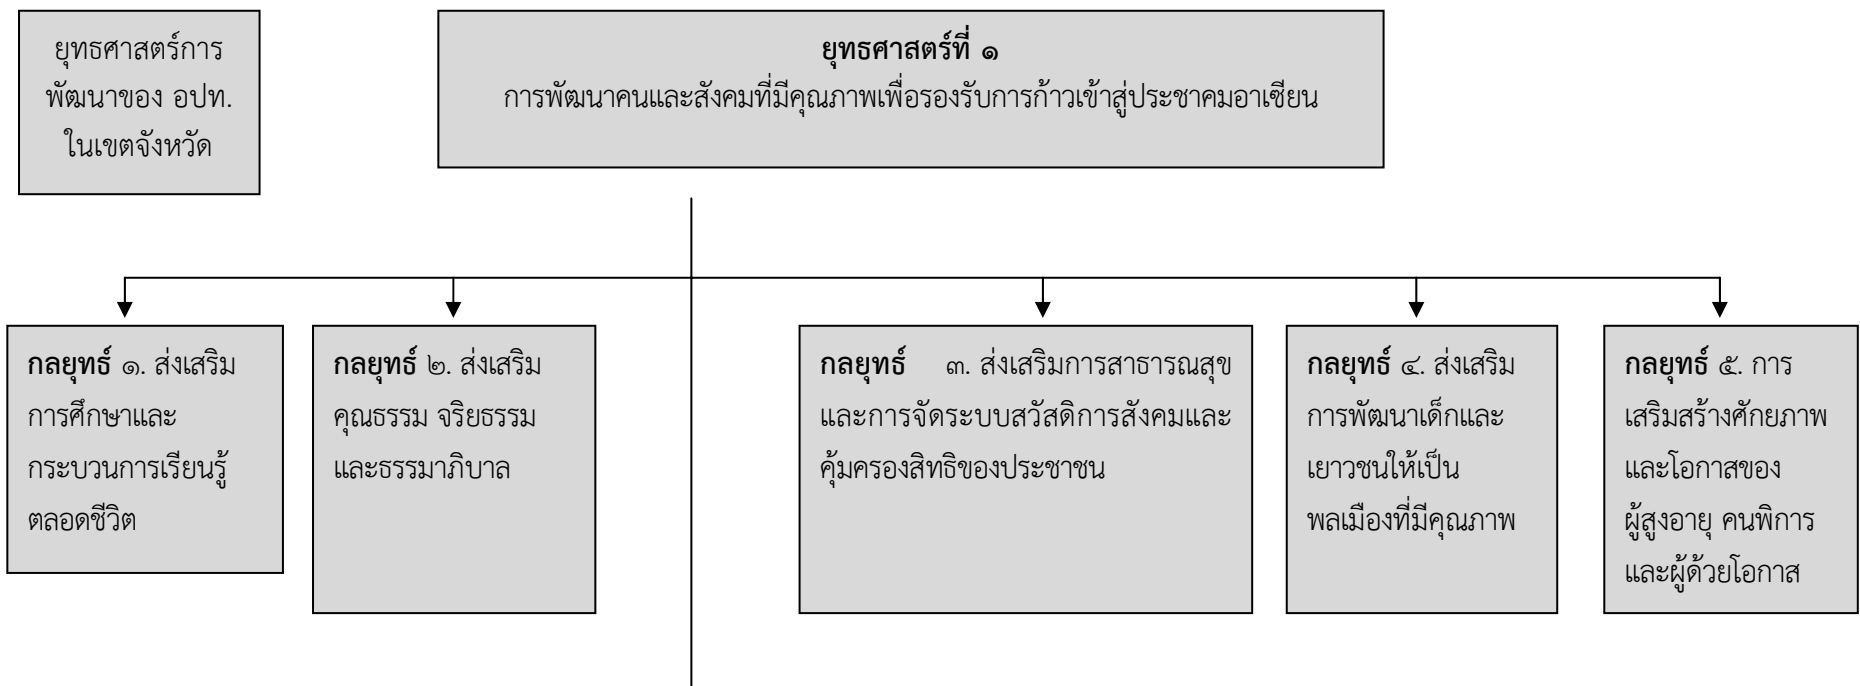 ยุทธศาสตร์การ
พัฒนาของ อปท.
ในเขตจังหวัด
ยุทธศาสตร์ที่ ๑
การพัฒนาคนและสังคมที่มีคุณภาพเพื่อรองรับการก้าวเข้าสู่ประชาคมอาเซียน
กลยุทธ์ ๑. ส่งเสริม
การศึกษาและ
กระบวนการเรียนรู้
ตลอดชีวิต
กลยุทธ์ ๒. ส่งเสริม
คุณธรรม จริยธรรม
และธรรมาภิบาล
กลยุทธ์ ๓. ส่งเสริมการสาธารณสุข
และการจัดระบบสวัสดิการสังคมและ
คุ้มครองสิทธิของประชาชน
กลยุทธ์ ๔. ส่งเสริม
การพัฒนาเด็กและ
เยาวชนให้เป็น
พลเมืองที่มีคุณภาพ
กลยุทธ์ ๕. การ
เสริมสร้างศักยภาพ
และโอกาสของ
ผู้สูงอายุ คนพิการ
และผู้ด้วยโอกาส